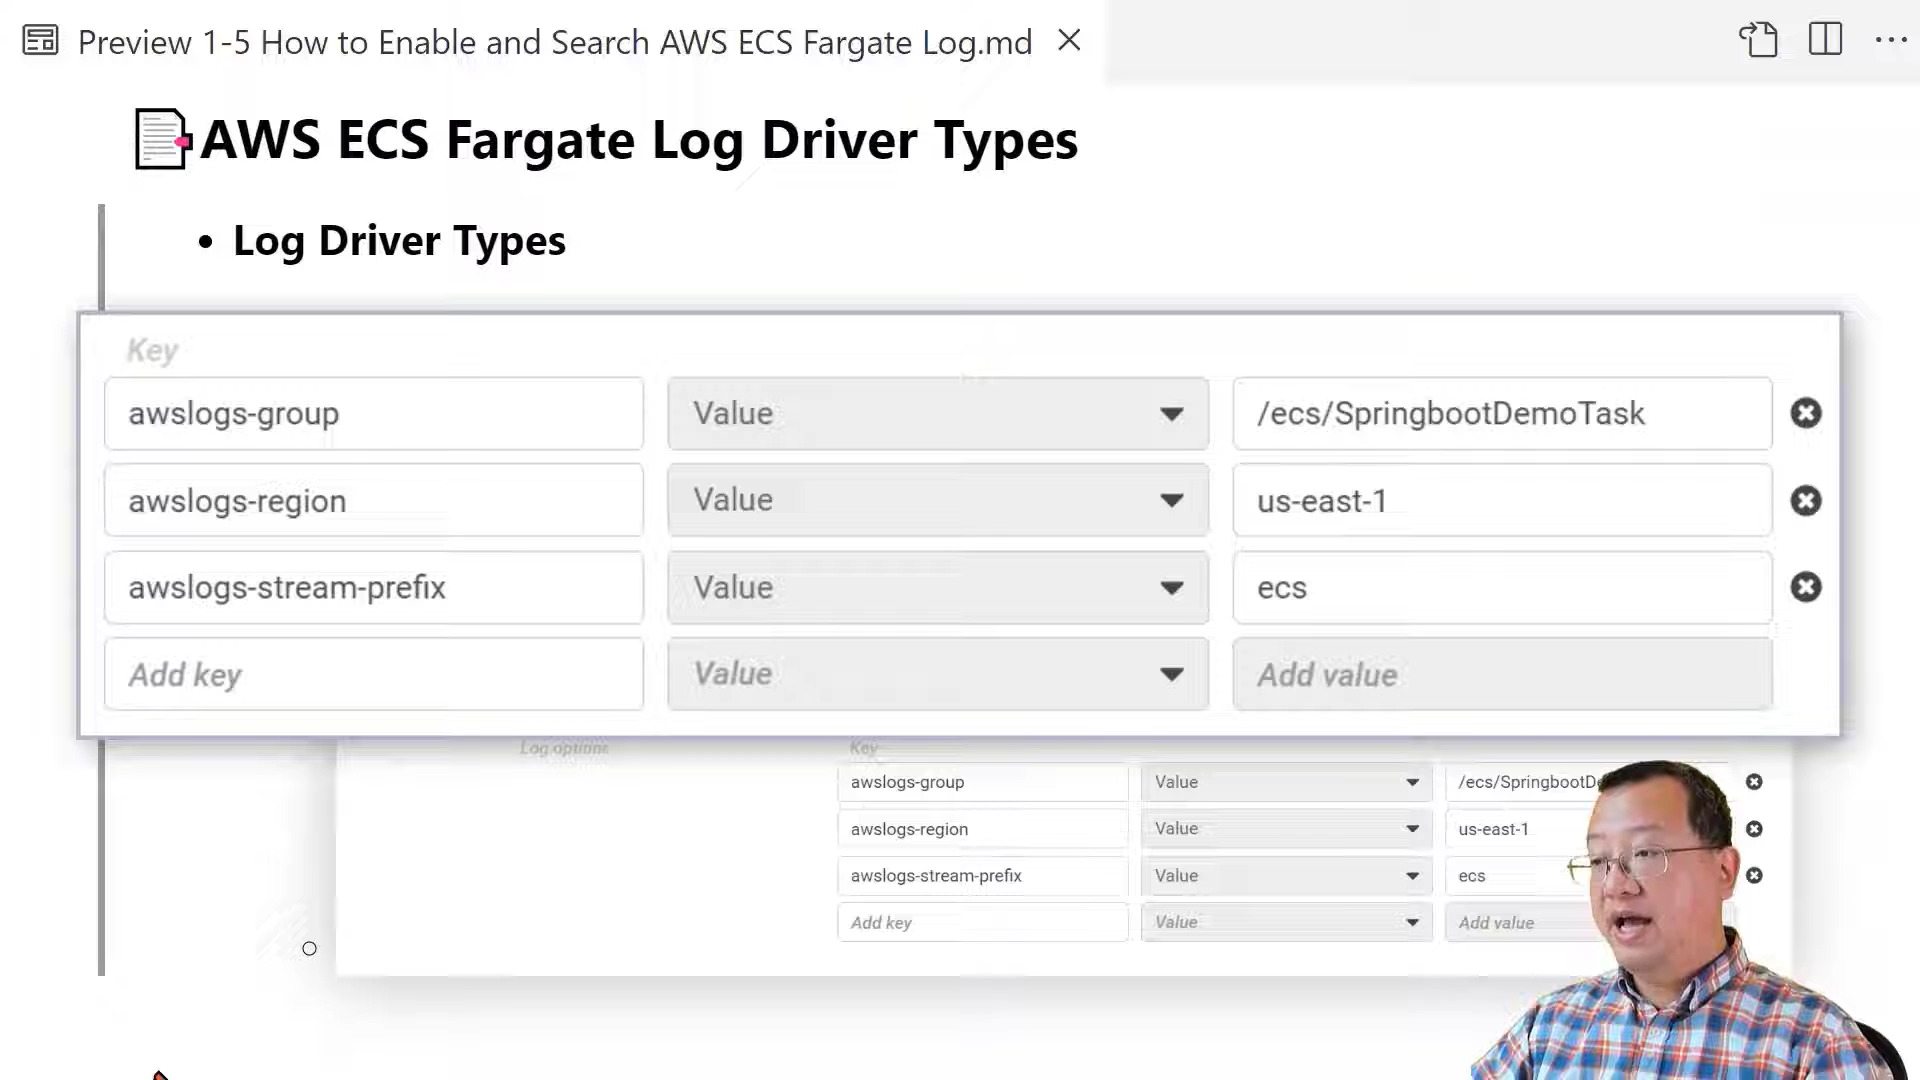 Preview 1-5 How to Enable and Search AWS ECS Fargate Log.md
AWS ECS Fargate Log Driver Types
• Log Driver Types
Key
awslogs-group Value /ecs/SpringbootDemoTask
awslogs-region Value us-east-1
awslogs-stream-prefix Value ecs
Add key Value Add value
Log options Key
awslogs-group Value /ecs/SpringbootDe
awslogs-region Value us-east-1
awslogs-stream-prefix Value ecs
Add key Value Add value